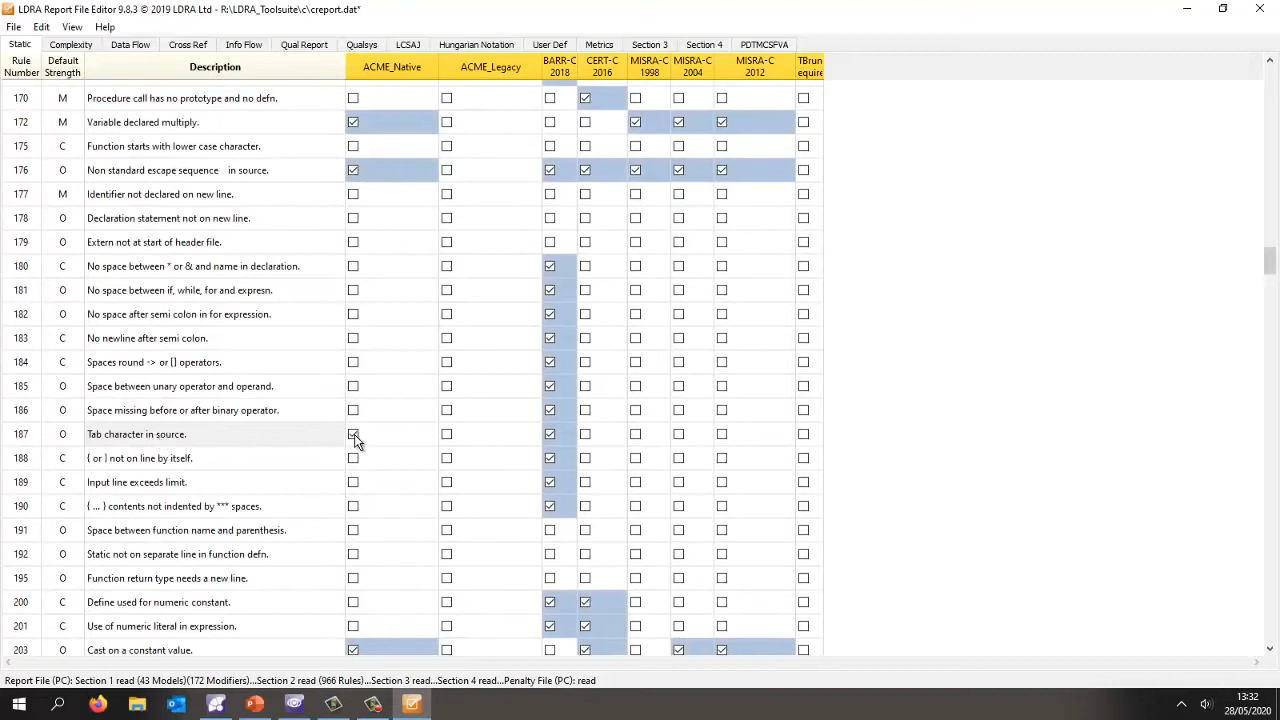 LDRA Report File Editor 9.8.3 © 2019 LDRA Ltd - R:\LDRA_Toolsuite\c\creport.dat*
File Edit View Help
Static Complexity Data Flow Cross Ref Info Flow Qual Report Qalsys LCSAJ Hungarian Notation User Def Metrics Section 3 Section 4 PDTMCSFVA
Rule Number Default Strength Description ACME_Native ACME_Legacy BARR-C 2018 CERT-C 2016 MISRA-C 1998 MISRA-C 2004 MISRA-C 2012 TBrun equire
170 M Procedure call has no prototype and no defn.
172 M Variable declared multiply.
175 C Function starts with lower case character.
176 O Non standard escape sequence in source.
177 M Identifier not declared on new line.
178 O Declaration statement not on new line.
179 O Extern not at start of header file.
180 C No space between * or & and name in declaration.
181 O No space between if, while, for and expresn.
182 O No space after semi colon in for expression.
183 C No newline after semi colon.
184 C Spaces round -> or [] operators.
185 O Space between unary operator and operand.
186 O Space missing before or after binary operator.
187 O Tab character in source.
188 C { or } not on line by itself.
189 C Input line exceeds limit.
190 C { ... } contents not indented by *** spaces.
191 O Space between function name and parenthesis.
192 O Static not on separate line in function defn.
195 O Function return type needs a new line.
200 C Define used for numeric constant.
201 C Use of numeric literal in expression.
203 O Cast on a constant value.
Report File (PC): Section 1 read (43 Models)(172 Modifiers)...Section 2 read (966 Rules)...Section 3 read...Section 4 read...Penalty File (PC): read
13:32
28/05/2020